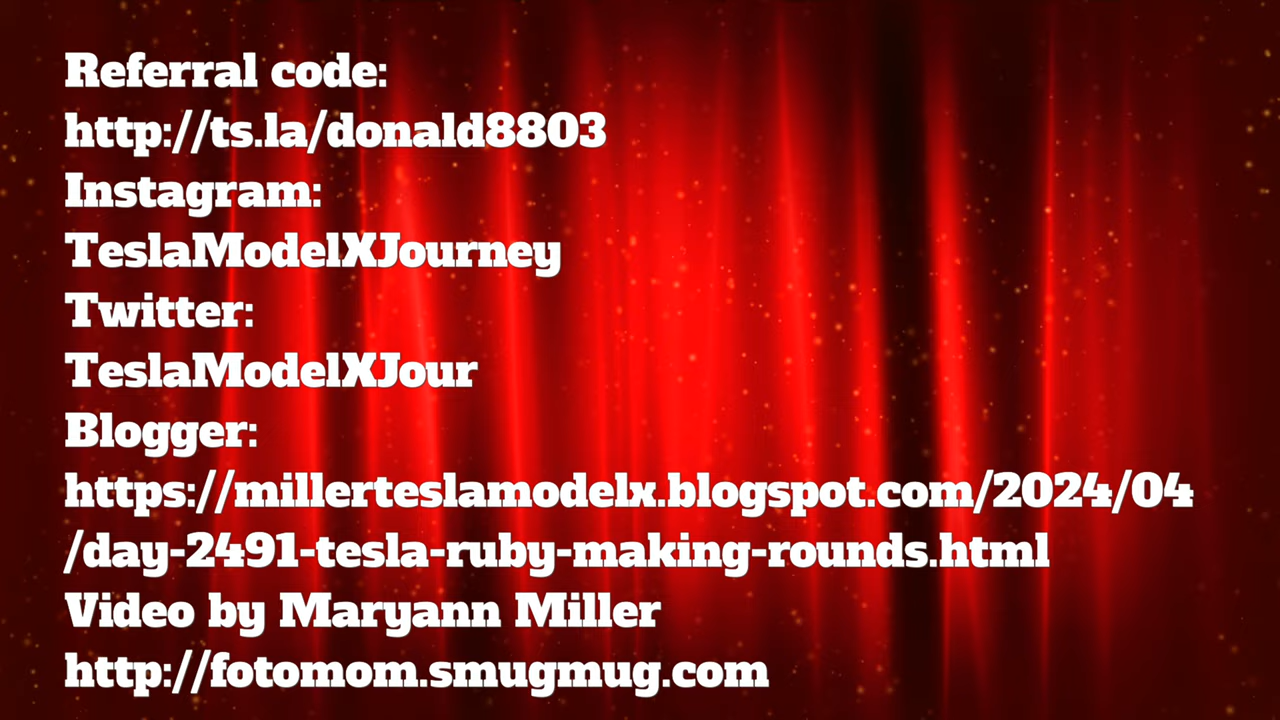 Referral code:
http://ts.la/donald8803
Instagram:
TeslaModelXJourney
Twitter:
TeslaModelXJour
Blogger:
https://millerteslamodelx.blogspot.com/2024/04
/day-2491-tesla-ruby-making-rounds.html
Video by Maryann Miller
http://fotomom.smugmug.com